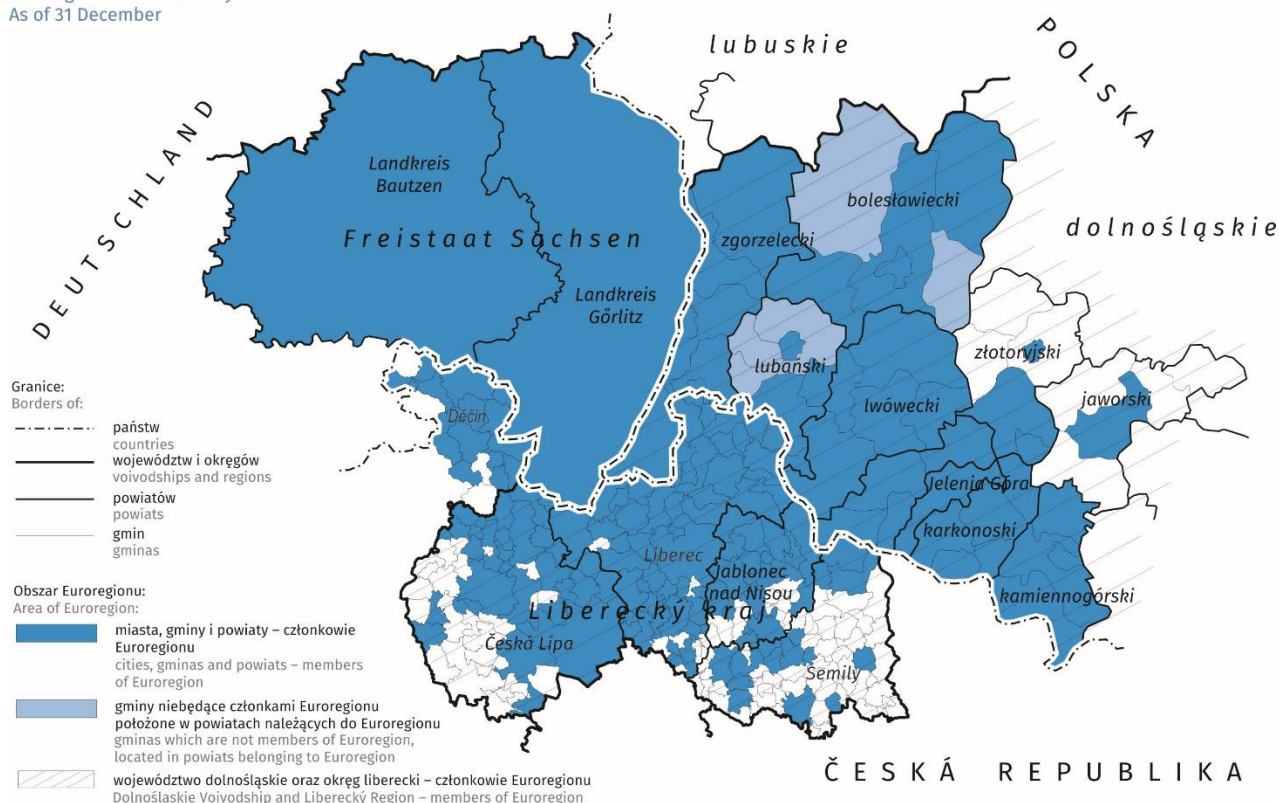 As of 31 December
lubuskie
POLSKA
DEUTSCHLAND
Landkreis
Bautzen
bolesławiecki
dolnośląskie
zgorzelecki
Freistaat Sachsen
Landkreis
Gőrlitz
złotoryjski
lubański
jaworski
lwówecki
Děčín
Jelenia Góra
karkonoski
Liberec
Jablonec
nad Nisou
kamiennogórski
Liberecký kraj
Česká Lípa
Semily
ČESKÁ REPUBLIKA
Granice:
Borders of:
państw
countries
województw i okręgów
voivodships and regions
powiatów
powiats
gmin
gminas
Obszar Euroregionu:
Area of Euroregion:
miasta, gminy i powiaty – członkowie
Euroregionu
cities, gminas and powiats – members
of Euroregion
gminy niebędące członkami Euroregionu
położone w powiatach należących do Euroregionu
gminas which are not members of Euroregion,
located in powiats belonging to Euroregion
województwo dolnośląskie oraz okręg liberecki – członkowie Euroregionu
Dolnośląskie Voivodship and Liberecký Region – members of Euroregion